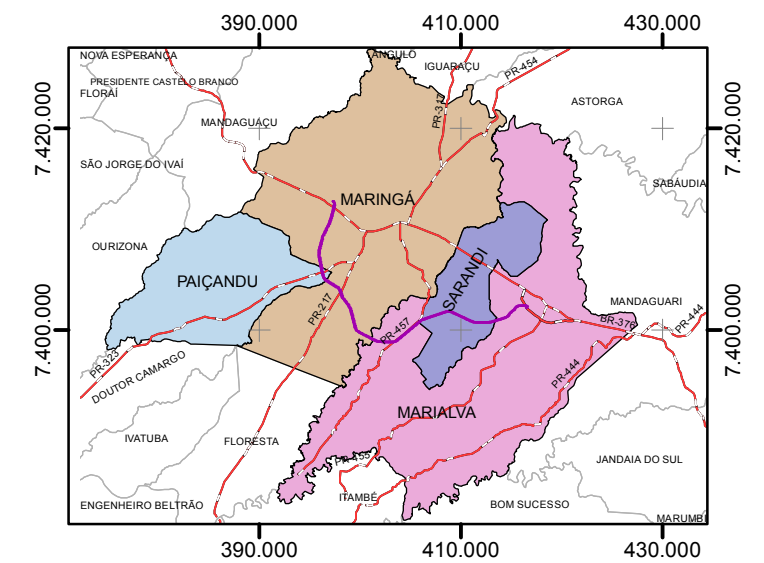 390.000
410.000
430.000
NOVA ESPERANÇA
ÂNGULO
IGUARAÇU
PR-454
PRESIDENTE CASTELO BRANCO
FLORAÍ
PR-317
ASTORGA
7.420.000
7.420.000
MANDAGUAÇU
SÃO JORGE DO IVAÍ
SABÁUDIA
MARINGÁ
OURIZONA
PAIÇANDU
SARANDI
MANDAGUARI
PR-217
PR-457
BR-376
PR-444
7.400.000
7.400.000
PR-323
DOUTOR CAMARGO
PR-444
MARIALVA
IVATUBA
FLORESTA
PR-455
JANDAIA DO SUL
ITAMBÉ
ENGENHEIRO BELTRÃO
BOM SUCESSO
MARUMBI
390.000
410.000
430.000